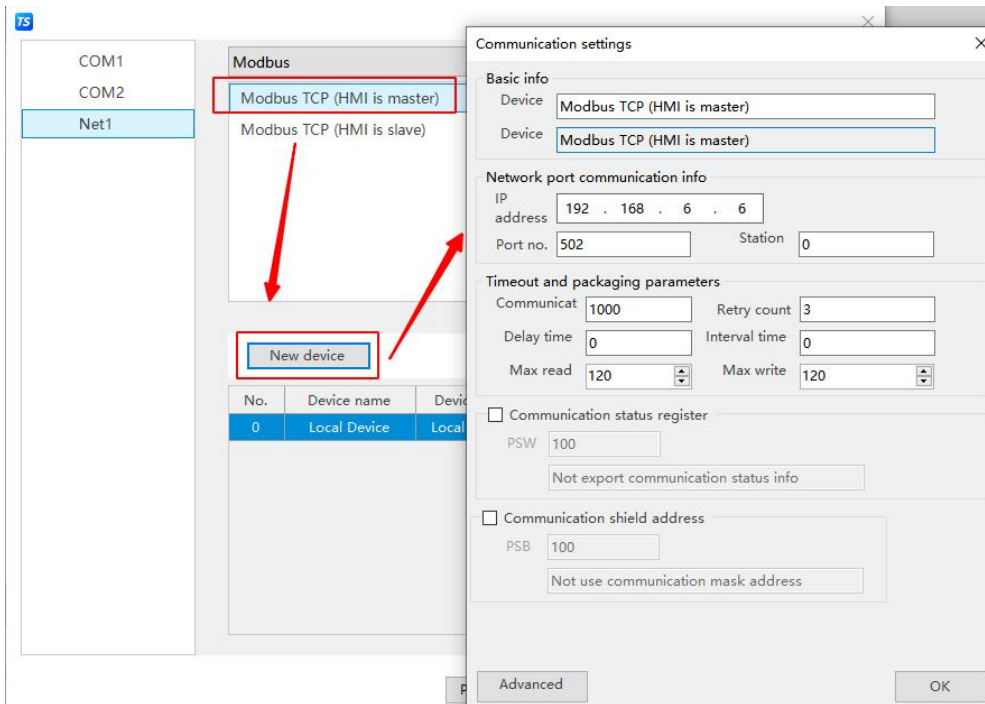 TS
COM1
COM2
Net1
Modbus
Modbus TCP (HMI is master)
Modbus TCP (HMI is slave)
New device
No. Device name
0 Local Device Local
Communication settings
Basic info
Device Modbus TCP (HMI is master)
Device Modbus TCP (HMI is master)
Network port communication info
IP address 192 . 168 . 6 . 6
Port no. 502 Station 0
Timeout and packaging parameters
Communicat 1000 Retry count 3
Delay time 0 Interval time 0
Max read 120 Max write 120
Communication status register
PSW 100
Not export communication status info
Communication shield address
PSB 100
Not use communication mask address
Advanced OK